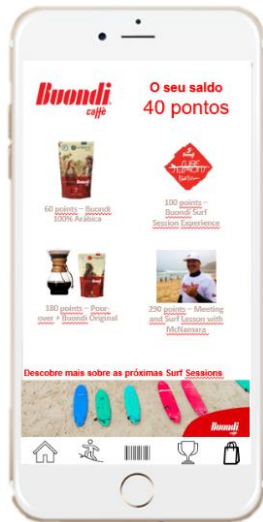 Buondi
caffè
O seu saldo
40 pontos
60 points – Buondi
100% Arábica
100 points –
Buondi Surf
Session Experience
180 points – Pour-
over + Buondi Original
250 points – Meeting
and Surf Lesson with
McNamara
Descobre mais sobre as próximas Surf Sessions
Buondi
caffè